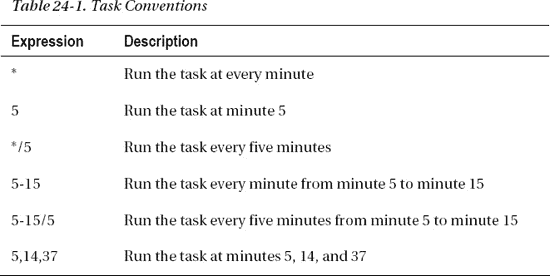 Table 24-1. Task Conventions
Expression Description
* Run the task at every minute
5 Run the task at minute 5
*/5 Run the task every five minutes
5-15 Run the task every minute from minute 5 to minute 15
5-15/5 Run the task every five minutes from minute 5 to minute 15
5,14,37 Run the task at minutes 5, 14, and 37